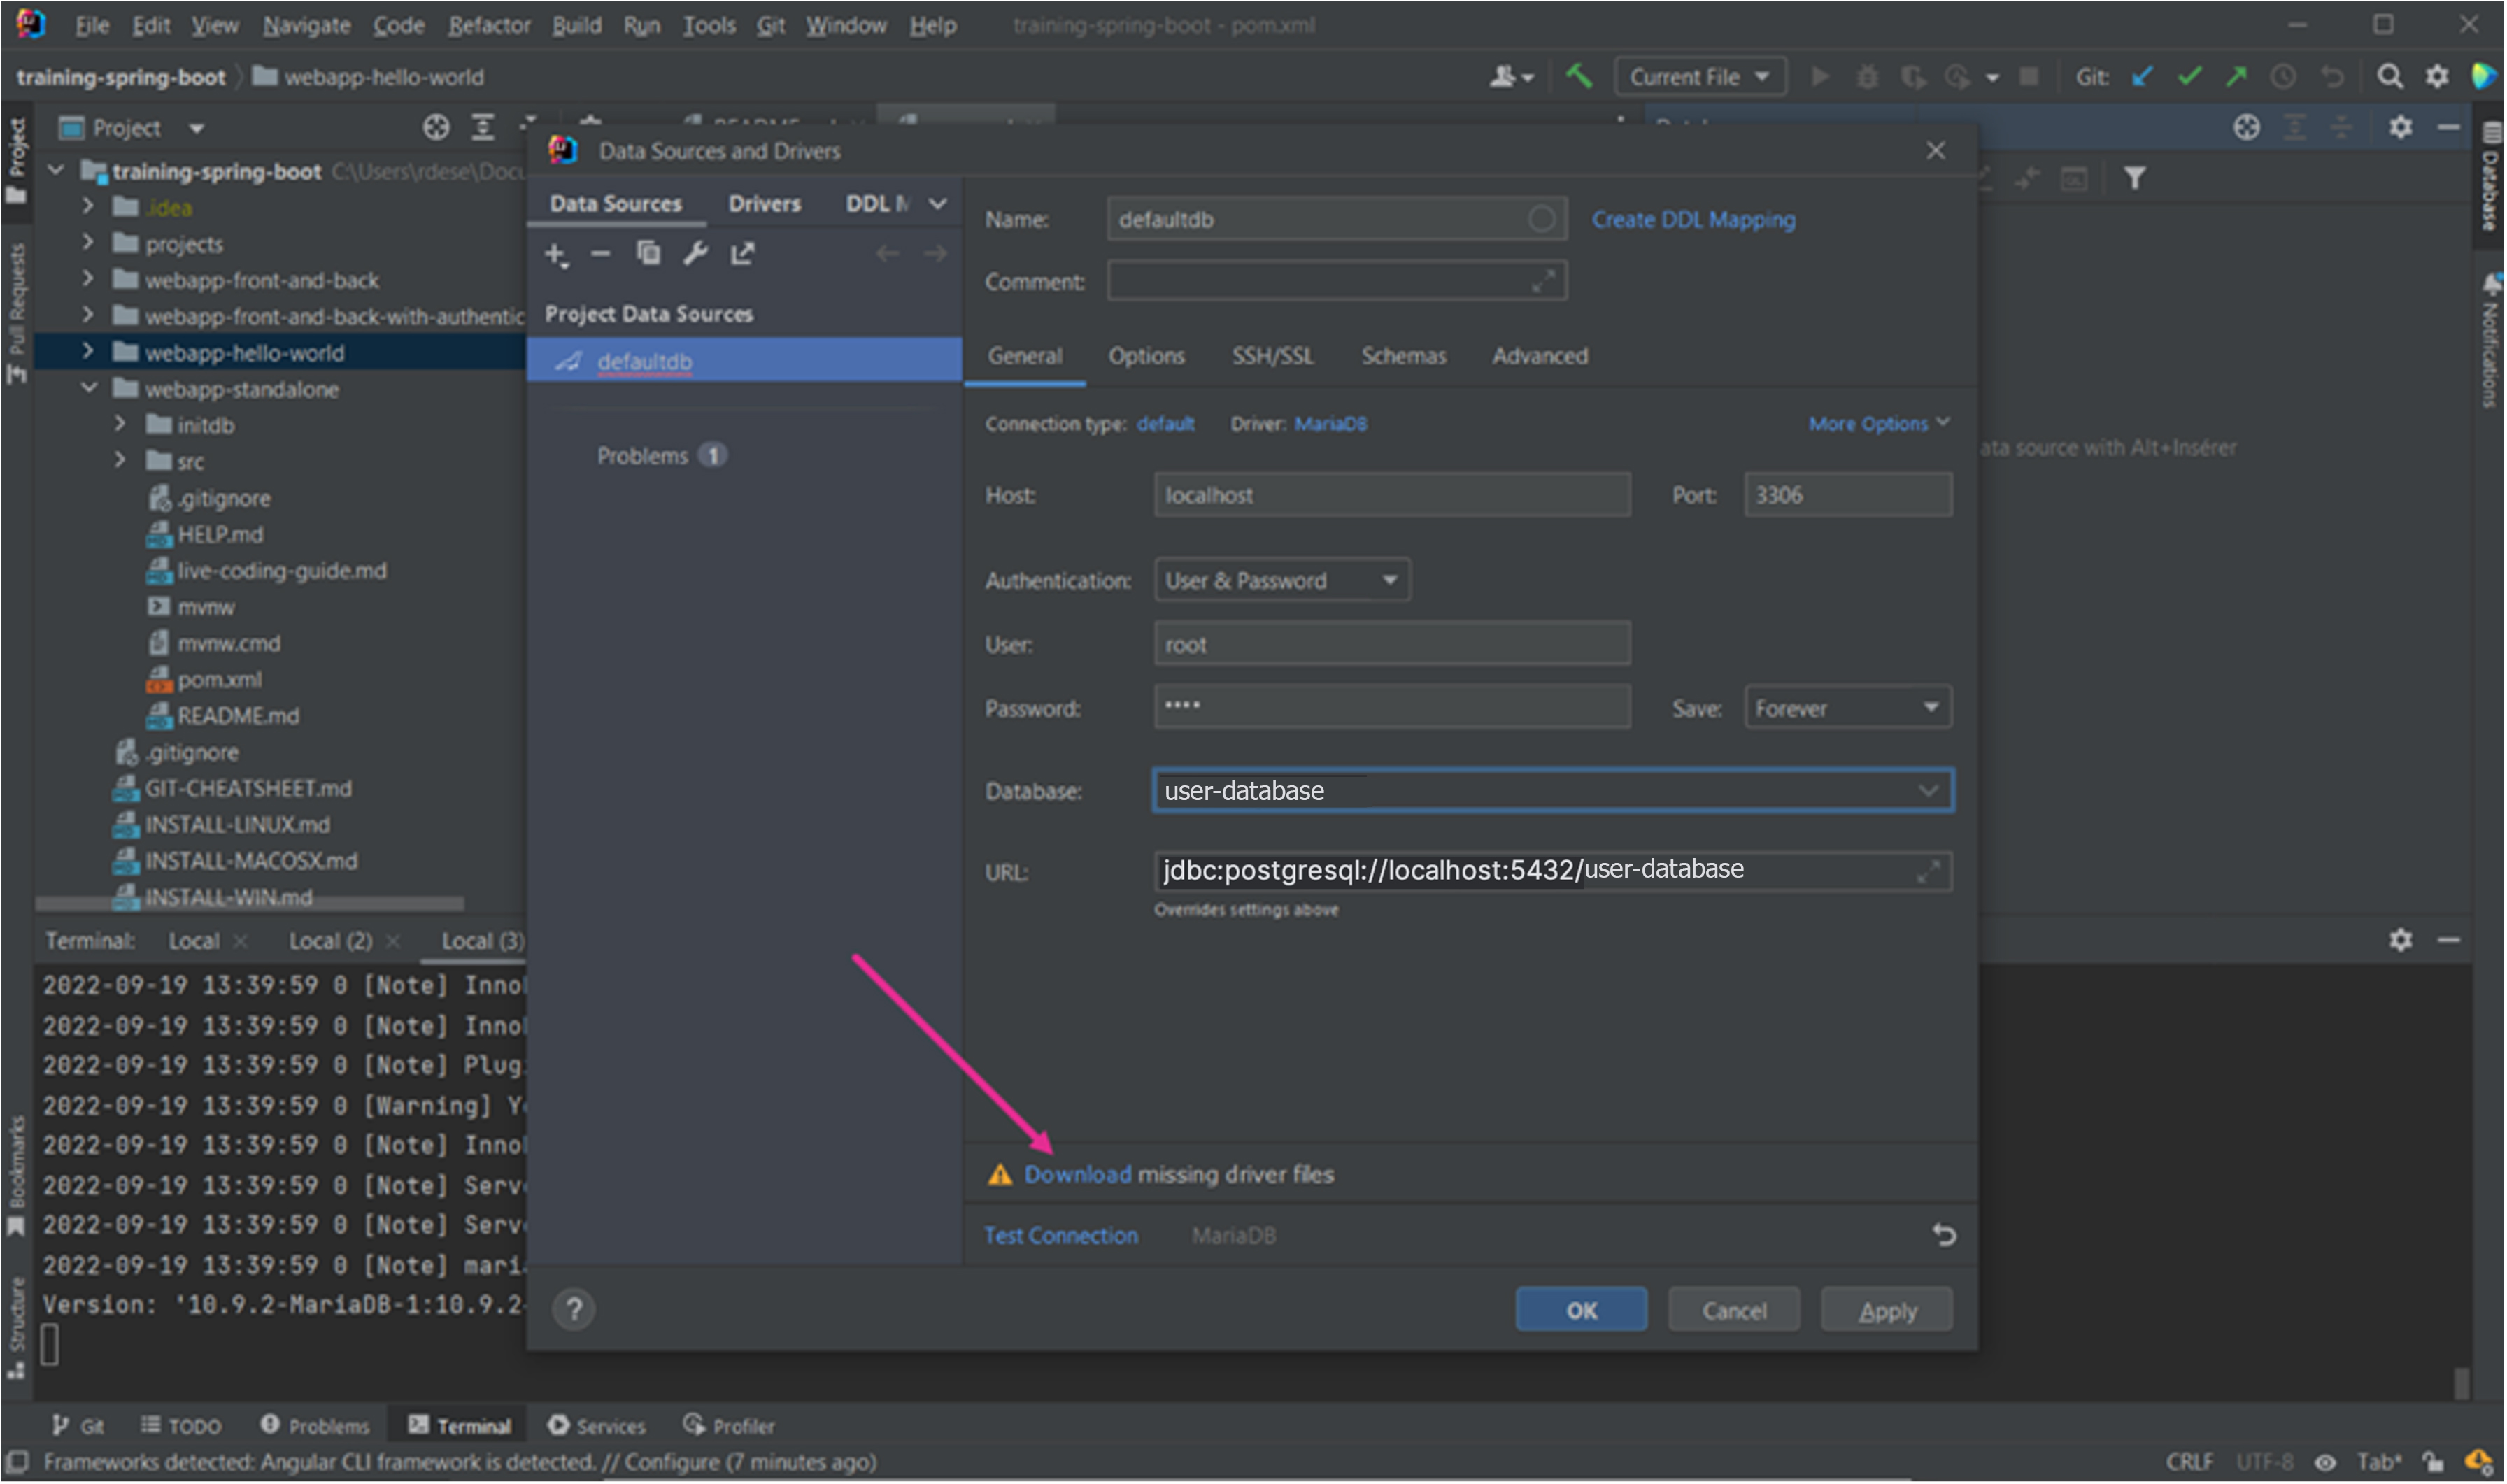 File Edit View Navigate Code Refactor Build Run Tools Git Window Help training-spring-boot - pom.xml
training-spring-boot webapp-hello-world Current File Git:
Project
Project
training-spring-boot C:\Users\rdese\Docu
.idea
projects
webapp-front-and-back
webapp-front-and-back-with-authentic
webapp-hello-world
webapp-standalone
initdb
src
.gitignore
HELP.md
live-coding-guide.md
mvnw
mvnw.cmd
pom.xml
README.md
.gitignore
GIT-CHEATSHEET.md
INSTALL-LINUX.md
INSTALL-MACOSX.md
INSTALL-WIN.md
Pull Requests
Data Sources and Drivers
Data Sources Drivers DDL M
Project Data Sources
defaultdb
Problems 1
Name: defaultdb Create DDL Mapping
Comment:
General Options SSH/SSL Schemas Advanced
Connection type: default Driver: MariaDB More Options
Host: localhost Port: 3306
Authentication: User & Password
User: root
Password: •••• Save: Forever
Database: user-database
URL: jdbc:postgresql://localhost:5432/user-database
Overrides settings above
Download missing driver files
Test Connection MariaDB
? OK Cancel Apply
ata source with Alt+Insérer
Database
Notifications
Terminal: Local Local (2) Local (3)
2022-09-19 13:39:59 0 [Note] Inno
2022-09-19 13:39:59 0 [Note] Inno
2022-09-19 13:39:59 0 [Note] Plug
2022-09-19 13:39:59 0 [Warning] Y
2022-09-19 13:39:59 0 [Note] Inno
2022-09-19 13:39:59 0 [Note] Serv
2022-09-19 13:39:59 0 [Note] Serv
2022-09-19 13:39:59 0 [Note] mari
Version: '10.9.2-MariaDB-1:10.9.2-
Bookmarks
Structure
Git TODO Problems Terminal Services Profiler
Frameworks detected: Angular CLI framework is detected. // Configure (7 minutes ago) CRLF UTF-8 Tab*